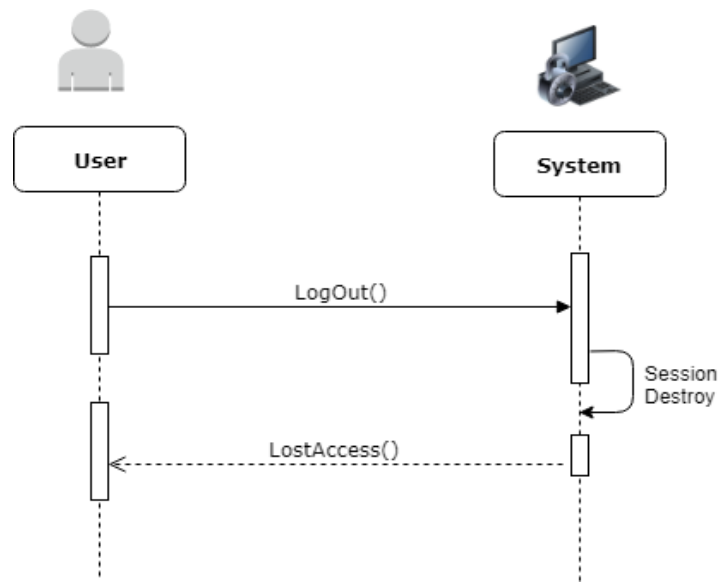 User
System
LogOut()
Session
Destroy
LostAccess()